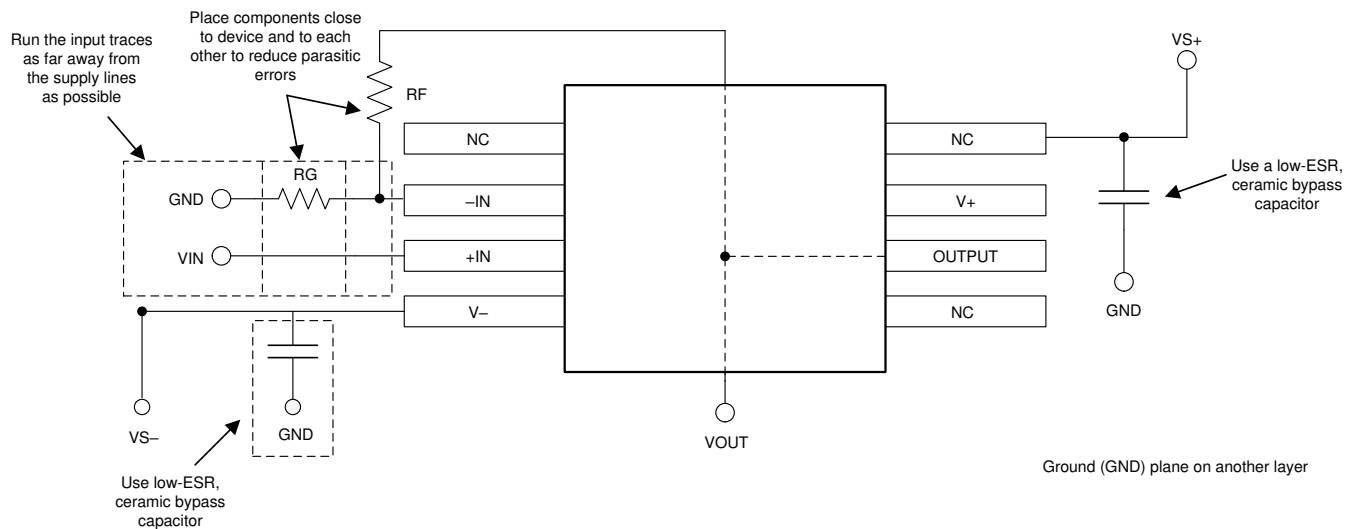 Run the input traces
as far away from
the supply lines
as possible
Place components close
to device and to each
other to reduce parasitic
errors
RF
VS+
NC
NC
Use a low-ESR,
ceramic bypass
capacitor
RG
GND
–IN
V+
VIN
+IN
OUTPUT
GND
V–
NC
VS–
GND
VOUT
Use low-ESR,
ceramic bypass
capacitor
Ground (GND) plane on another layer